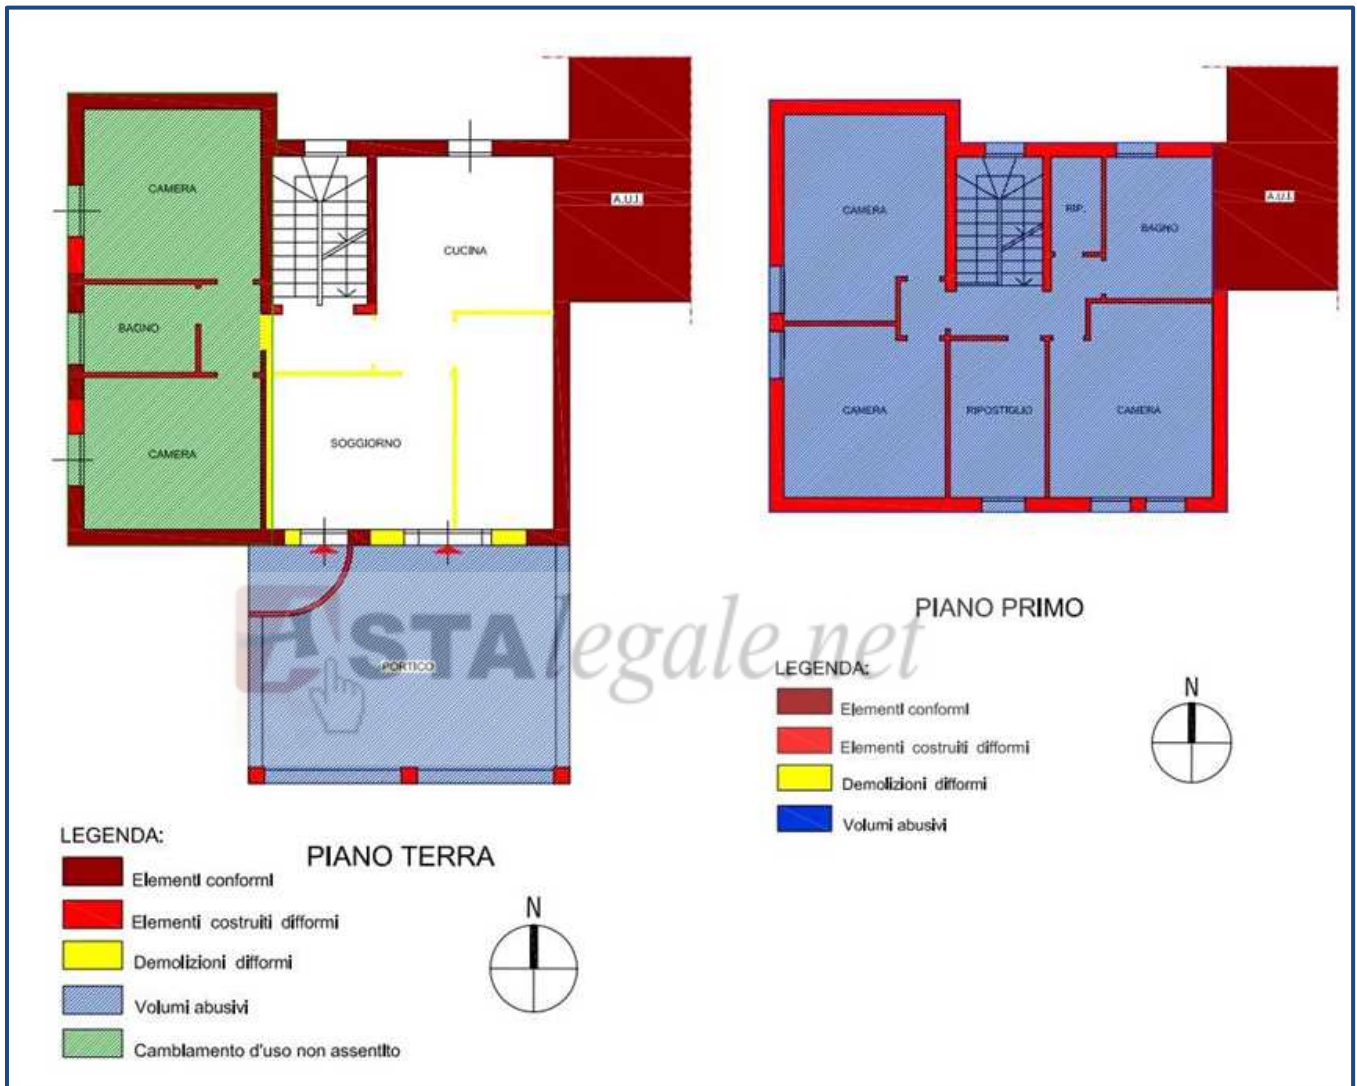 CAMERA
BAGNO
CAMERA
CUCINA
SOGGIORNO
A.U.I.
PORTICO
CAMERA
RIP.
BAGNO
CAMERA
RIPOSTIGLIO
CAMERA
A.U.I.
ASTAlegale.net
PIANO PRIMO
LEGENDA:
Elementi conformi
Elementi costruiti difformi
Demolizioni difformi
Volumi abusivi
N
PIANO TERRA
LEGENDA:
Elementi conformi
Elementi costruiti difformi
Demolizioni difformi
Volumi abusivi
Cambiamento d'uso non assentito
N